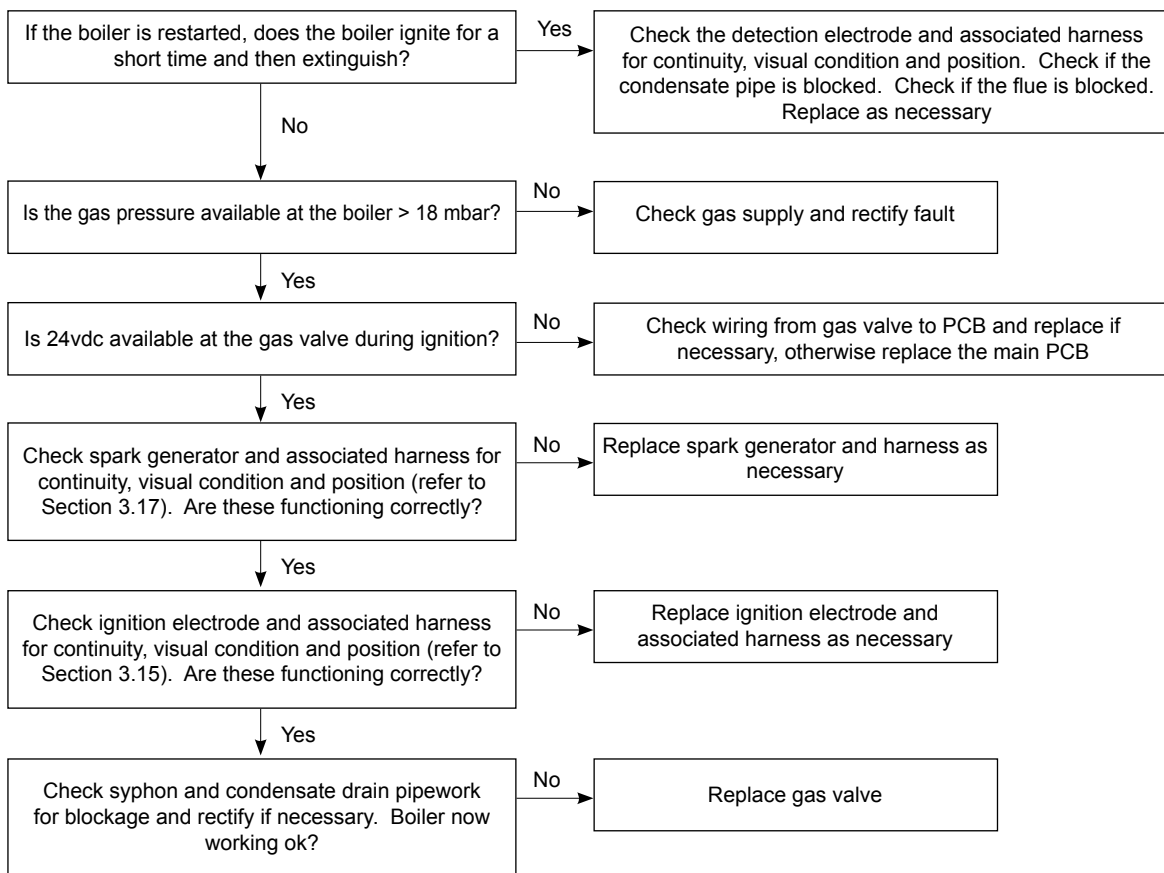 If the boiler is restarted, does the boiler ignite for a
short time and then extinguish?
Yes
Check the detection electrode and associated harness
for continuity, visual condition and position.  Check if the
condensate pipe is blocked.  Check if the flue is blocked.
Replace as necessary
No
Is the gas pressure available at the boiler > 18 mbar?
No
Check gas supply and rectify fault
Yes
Is 24vdc available at the gas valve during ignition?
No
Check wiring from gas valve to PCB and replace if
necessary, otherwise replace the main PCB
Yes
Check spark generator and associated harness for
continuity, visual condition and position (refer to
Section 3.17).  Are these functioning correctly?
No
Replace spark generator and harness as
necessary
Yes
Check ignition electrode and associated harness
for continuity, visual condition and position (refer to
Section 3.15).  Are these functioning correctly?
No
Replace ignition electrode and
associated harness as necessary
Yes
Check syphon and condensate drain pipework
for blockage and rectify if necessary.  Boiler now
working ok?
No
Replace gas valve